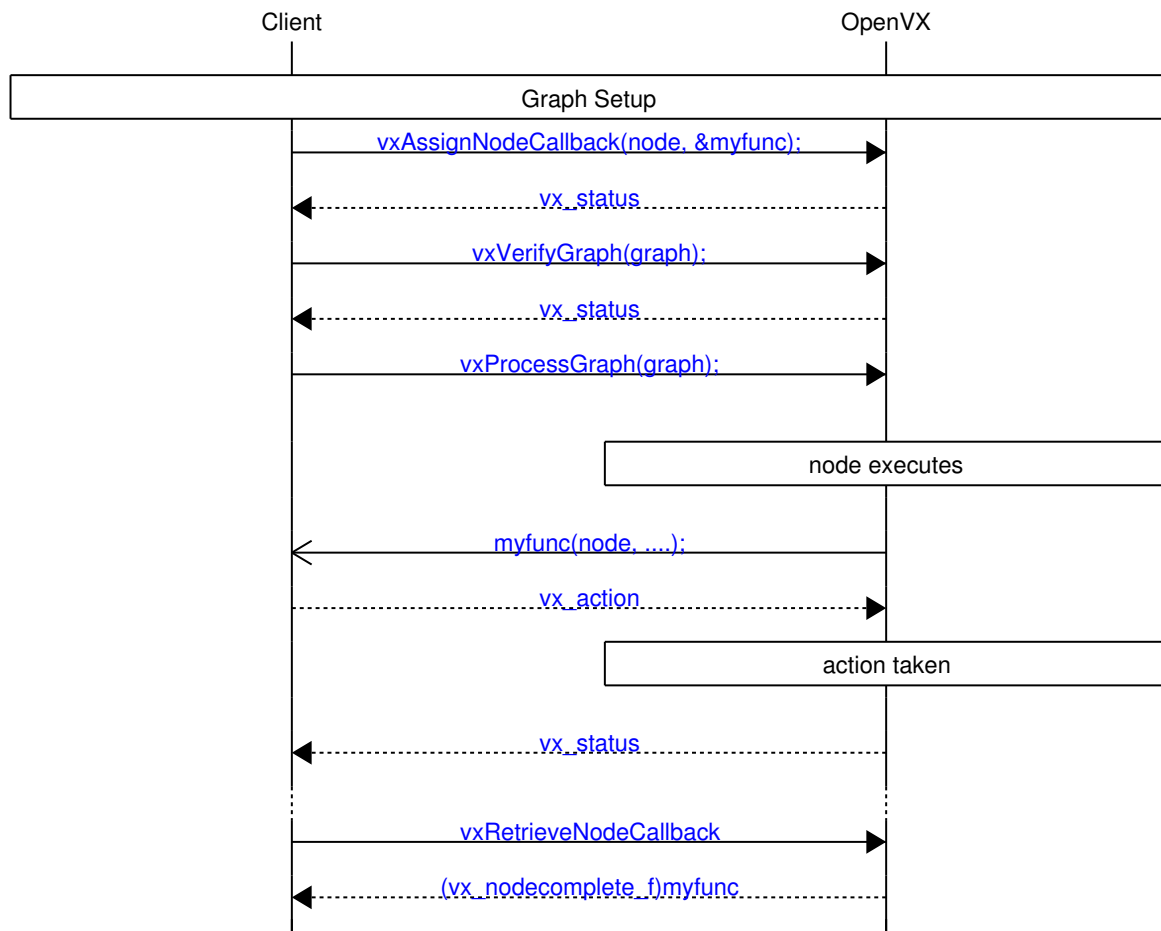 Client
OpenVX
Graph Setup
vxAssignNodeCallback(node, &myfunc);
vx_status
vxVerifyGraph(graph);
vx_status
vxProcessGraph(graph);
node executes
myfunc(node, ....);
vx_action
action taken
vx_status
vxRetrieveNodeCallback
(vx_nodecomplete_f)myfunc